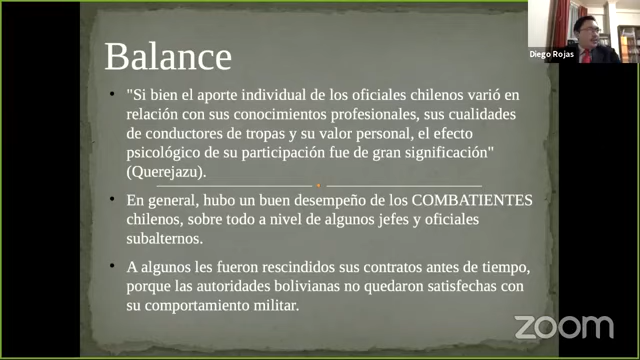 Balance
Diego Rojas
• "Si bien el aporte individual de los oficiales chilenos varió en
relación con sus conocimientos profesionales, sus cualidades
de conductores de tropas y su valor personal, el efecto
psicológico de su participación fue de gran significación"
(Querejazu).
• En general, hubo un buen desempeño de los COMBATIENTES
chilenos, sobre todo a nivel de algunos jefes y oficiales
subalternos.
• A algunos les fueron rescindidos sus contratos antes de tiempo,
porque las autoridades bolivianas no quedaron satisfechas con
su comportamiento militar.
zoom